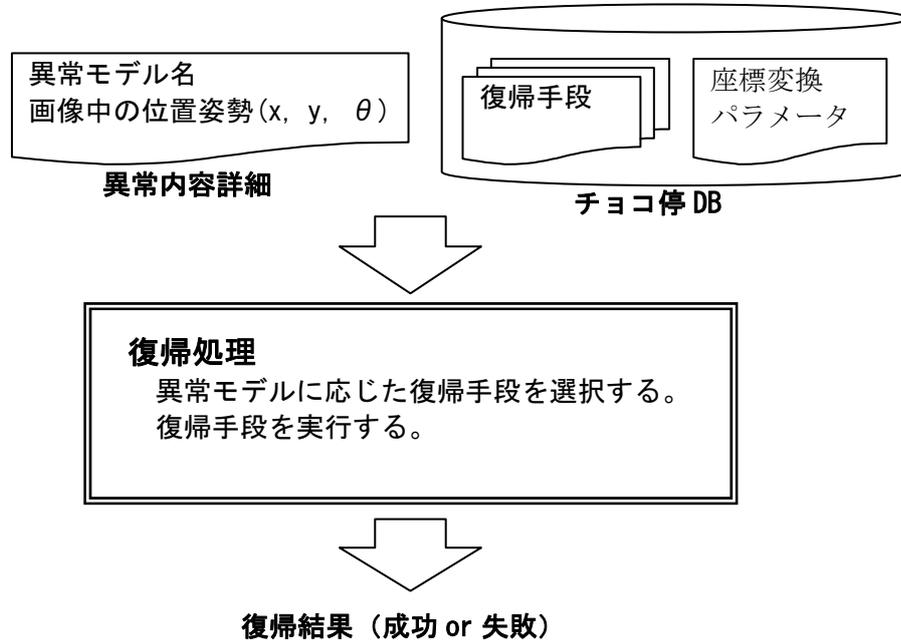 異常モデル名
画像中の位置姿勢(x, y, θ)
異常内容詳細
復帰手段
座標変換
パラメータ
チョコ停 DB
復帰処理
異常モデルに応じた復帰手段を選択する。
復帰手段を実行する。
復帰結果（成功 or 失敗）